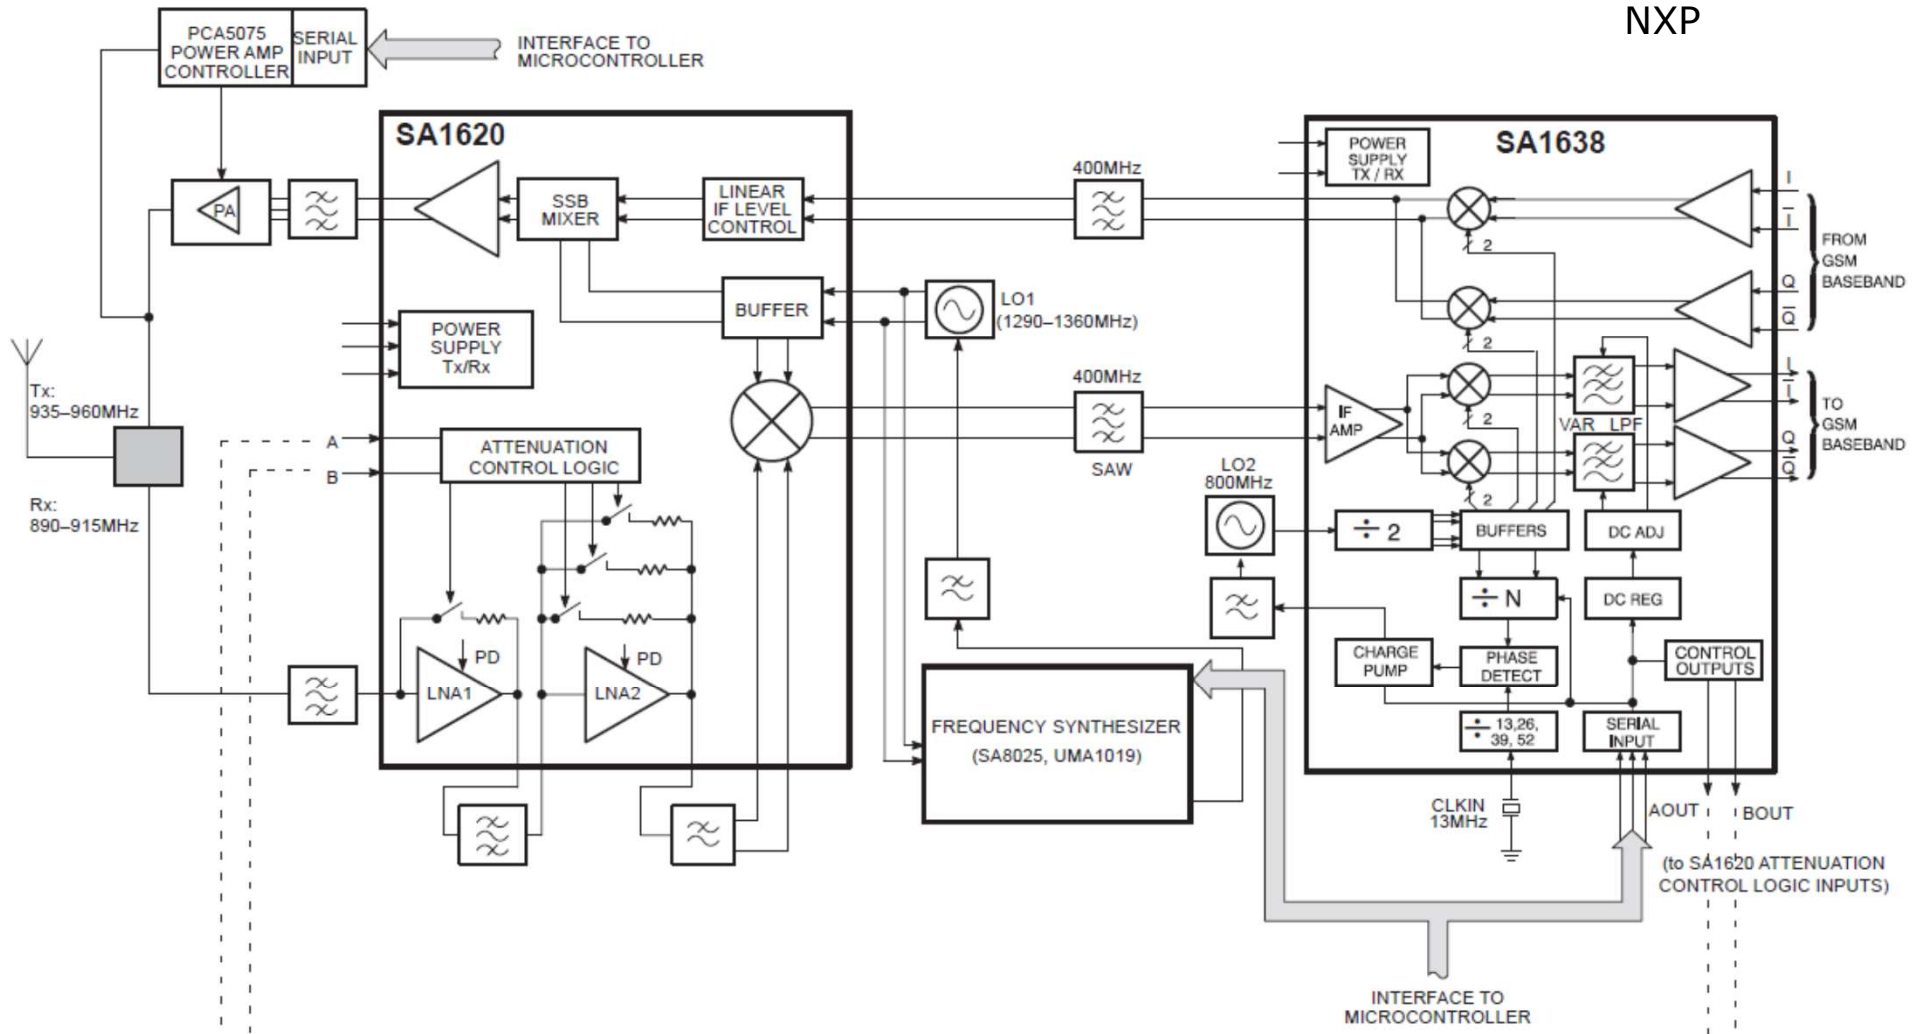 NXP
PCA5075
POWER AMP
CONTROLLER
SERIAL
INPUT
INTERFACE TO
MICROCONTROLLER
SA1620
SA1638
PA
SSB
MIXER
LINEAR
IF LEVEL
CONTROL
400MHz
POWER
SUPPLY
TX / RX
2
I
I
FROM
GSM
BASEBAND
Q
Q
2
BUFFER
LO1
(1290–1360MHz)
POWER
SUPPLY
Tx/Rx
Tx:
935–960MHz
400MHz
SAW
IF
AMP
2
VAR LPF
2
I
I
TO
GSM
BASEBAND
Q
Q
A
B
ATTENUATION
CONTROL LOGIC
Rx:
890–915MHz
LO2
800MHz
÷ 2
BUFFERS
DC ADJ
÷ N
DC REG
PD
LNA1
PD
LNA2
CHARGE
PUMP
PHASE
DETECT
CONTROL
OUTPUTS
FREQUENCY SYNTHESIZER
(SA8025, UMA1019)
÷ 13,26,
39, 52
SERIAL
INPUT
CLKIN
13MHz
AOUT
BOUT
(to SA1620 ATTENUATION
CONTROL LOGIC INPUTS)
INTERFACE TO
MICROCONTROLLER